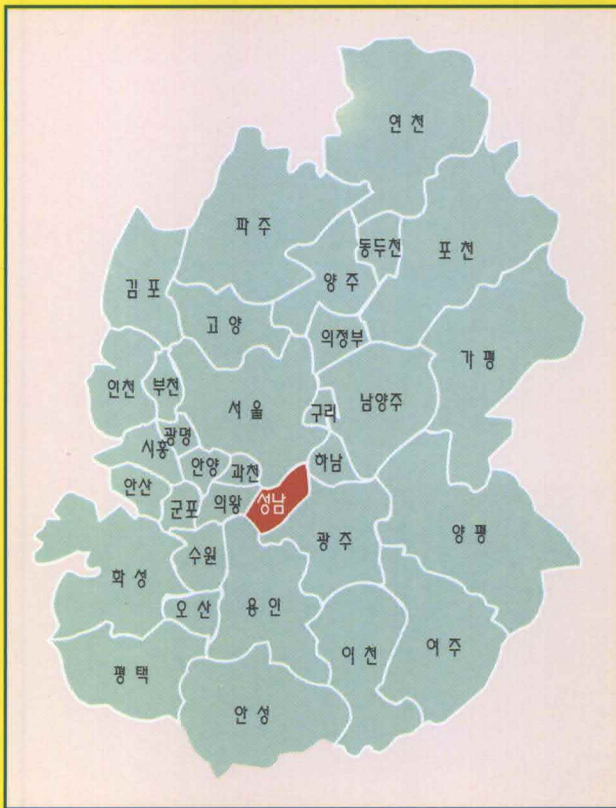 연천
파주
동두천
포천
양주
김포
고양
의정부
가평
인천
부천
서울
구리
남양주
광명
시흥
안양
과천
하남
안산
군포
의왕
성남
광주
양평
수원
화성
오산
용인
이천
여주
평택
안성